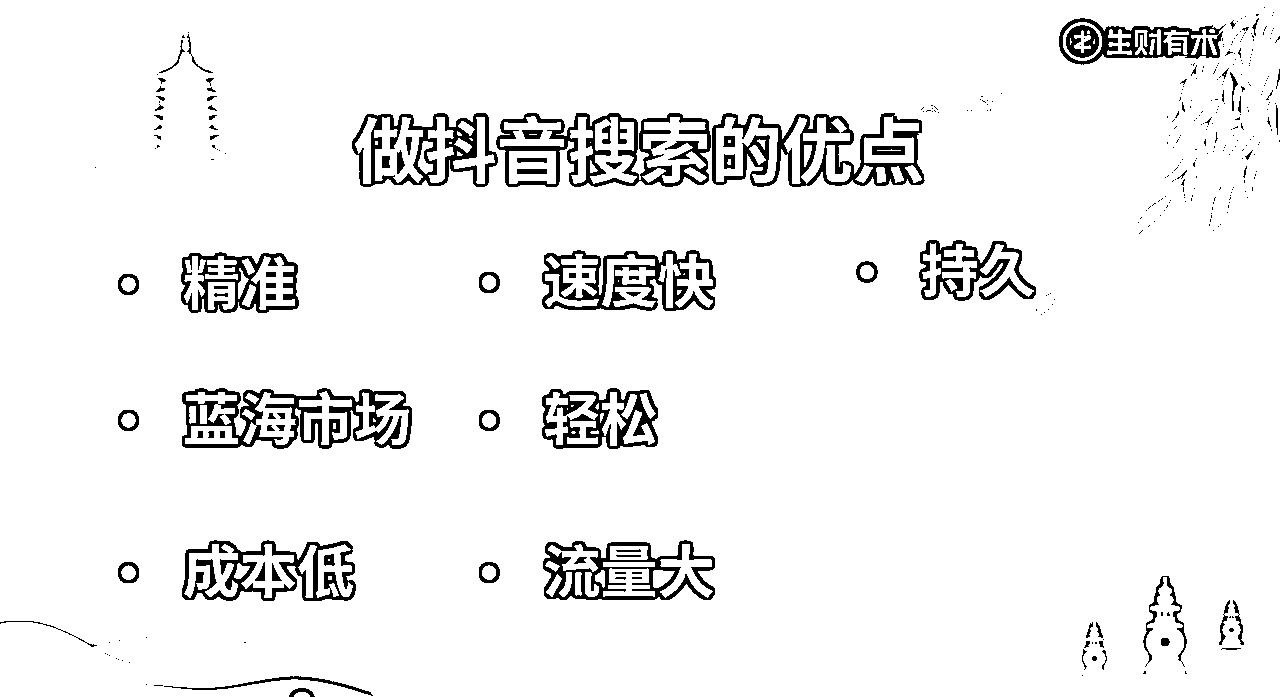 生财有术
做抖音搜索的优点
精准
速度快
持久
蓝海市场
轻松
成本低
流量大